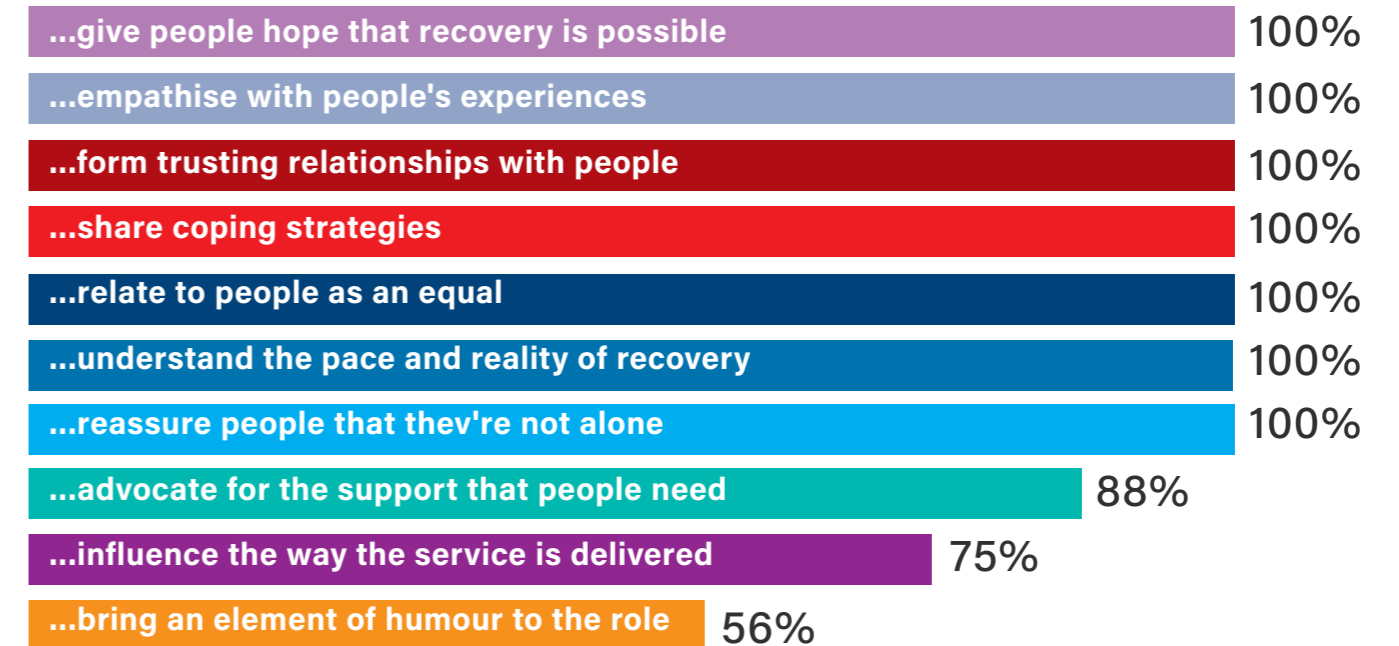 ...give people hope that recovery is possible 100%
...empathise with people's experiences 100%
...form trusting relationships with people 100%
...share coping strategies 100%
...relate to people as an equal 100%
...understand the pace and reality of recovery 100%
...reassure people that thev're not alone 100%
...advocate for the support that people need 88%
...influence the way the service is delivered 75%
...bring an element of humour to the role 56%